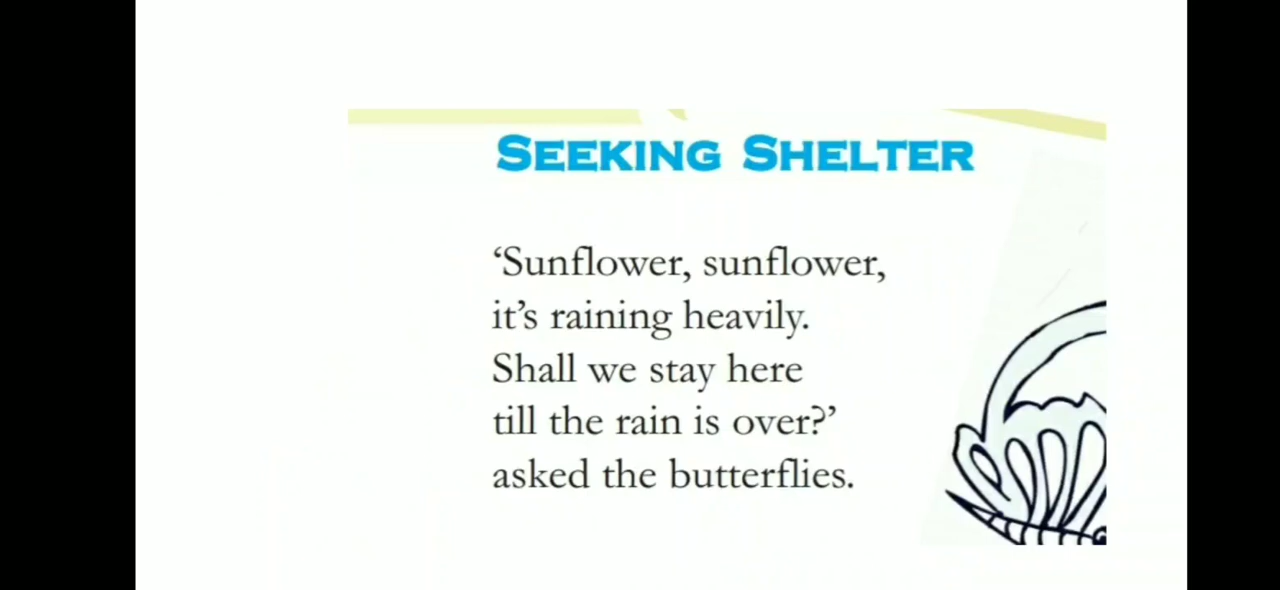 SEEKING SHELTER
‘Sunflower, sunflower,
it’s raining heavily.
Shall we stay here
till the rain is over?’
asked the butterflies.